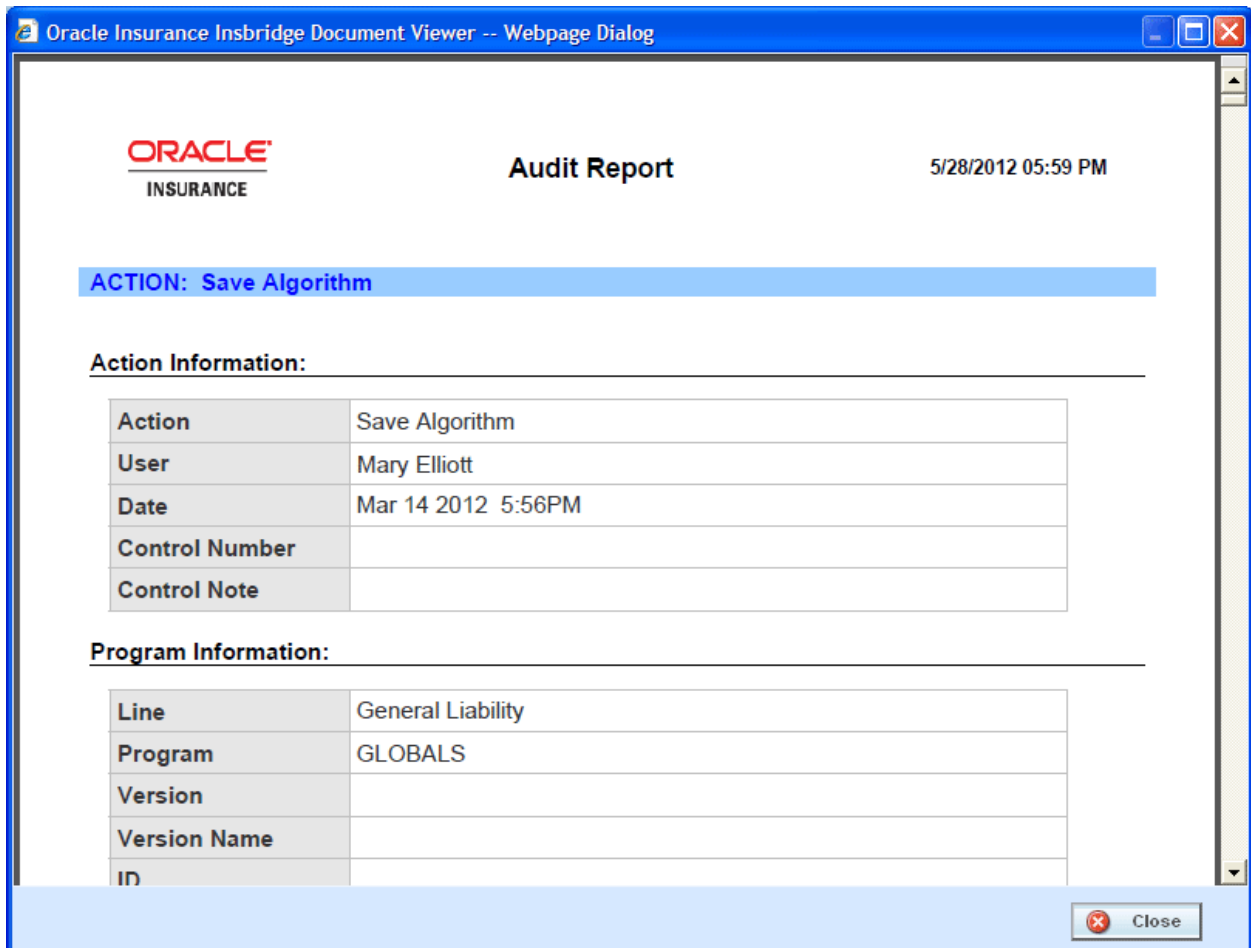 Oracle Insurance Insbridge Document Viewer -- Webpage Dialog
ORACLE
INSURANCE
Audit Report
5/28/2012 05:59 PM
ACTION: Save Algorithm
Action Information:
Action Save Algorithm
User Mary Elliott
Date Mar 14 2012 5:56PM
Control Number
Control Note
Program Information:
Line General Liability
Program GLOBALS
Version
Version Name
ID
Close